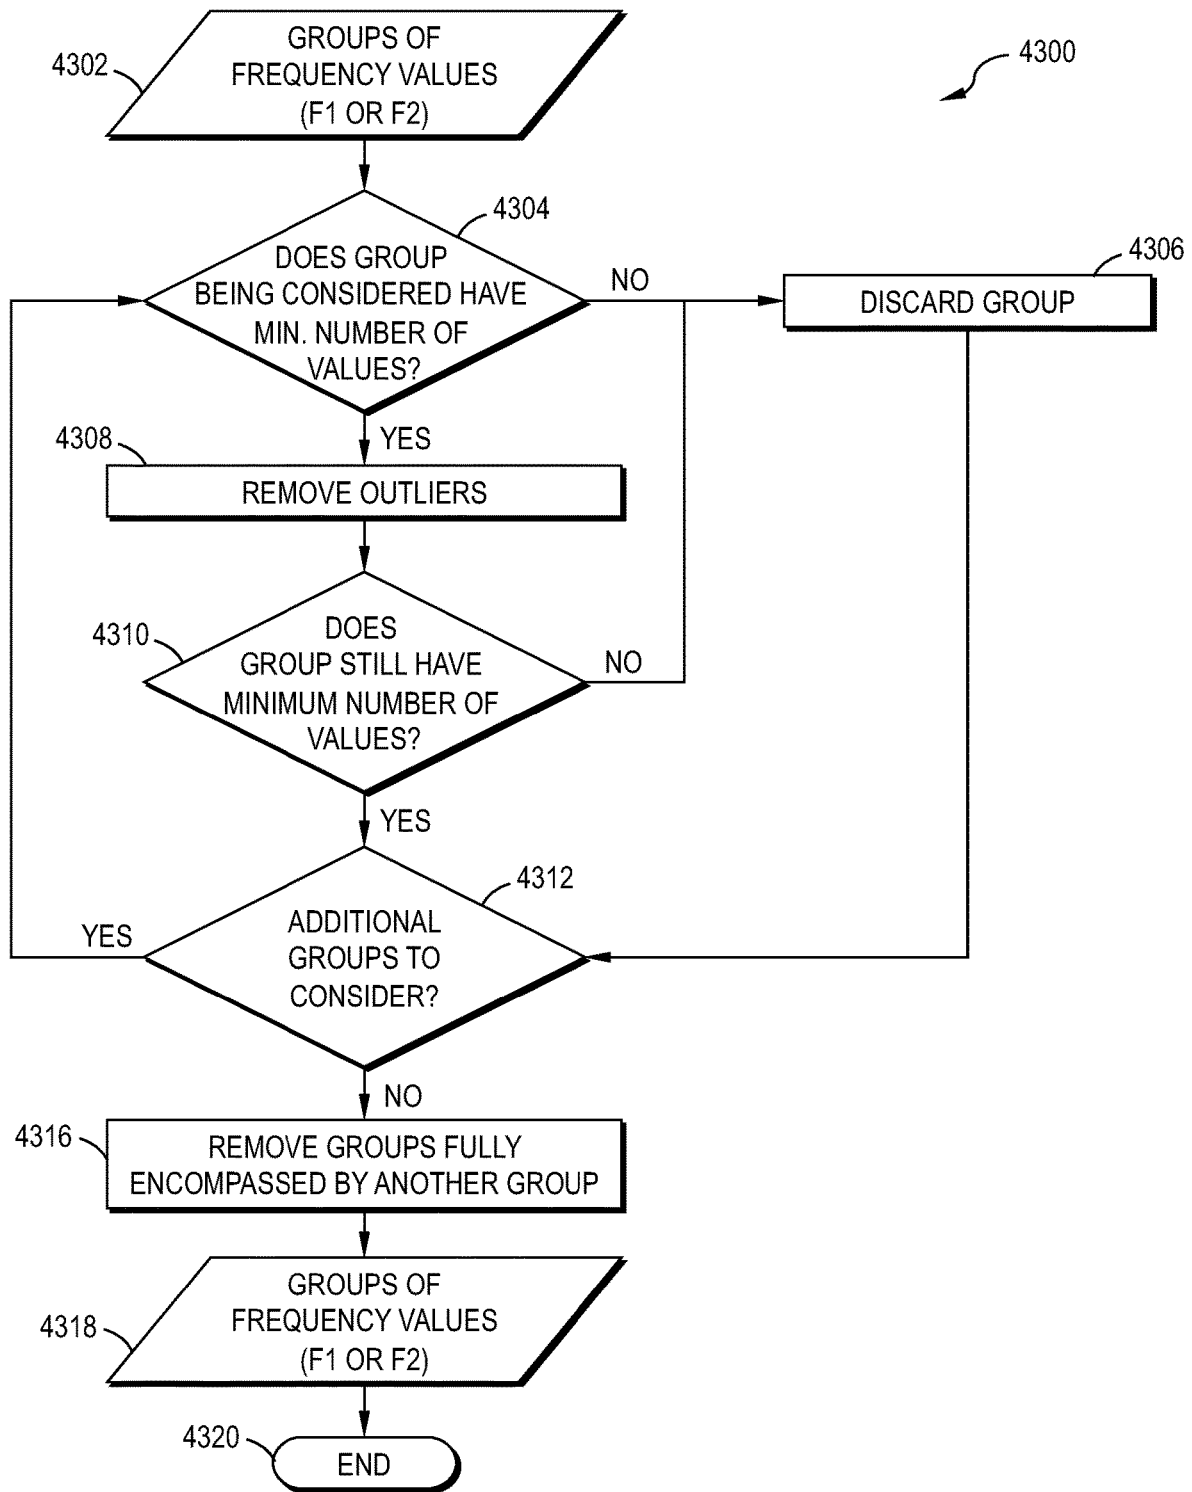 4302
GROUPS OF
FREQUENCY VALUES
(F1 OR F2)
4300
4304
DOES GROUP
BEING CONSIDERED HAVE
MIN. NUMBER OF
VALUES?
NO
4306
DISCARD GROUP
YES
4308
REMOVE OUTLIERS
4310
DOES
GROUP STILL HAVE
MINIMUM NUMBER OF
VALUES?
NO
YES
4312
ADDITIONAL
GROUPS TO
CONSIDER?
YES
NO
4316
REMOVE GROUPS FULLY
ENCOMPASSED BY ANOTHER GROUP
4318
GROUPS OF
FREQUENCY VALUES
(F1 OR F2)
4320
END